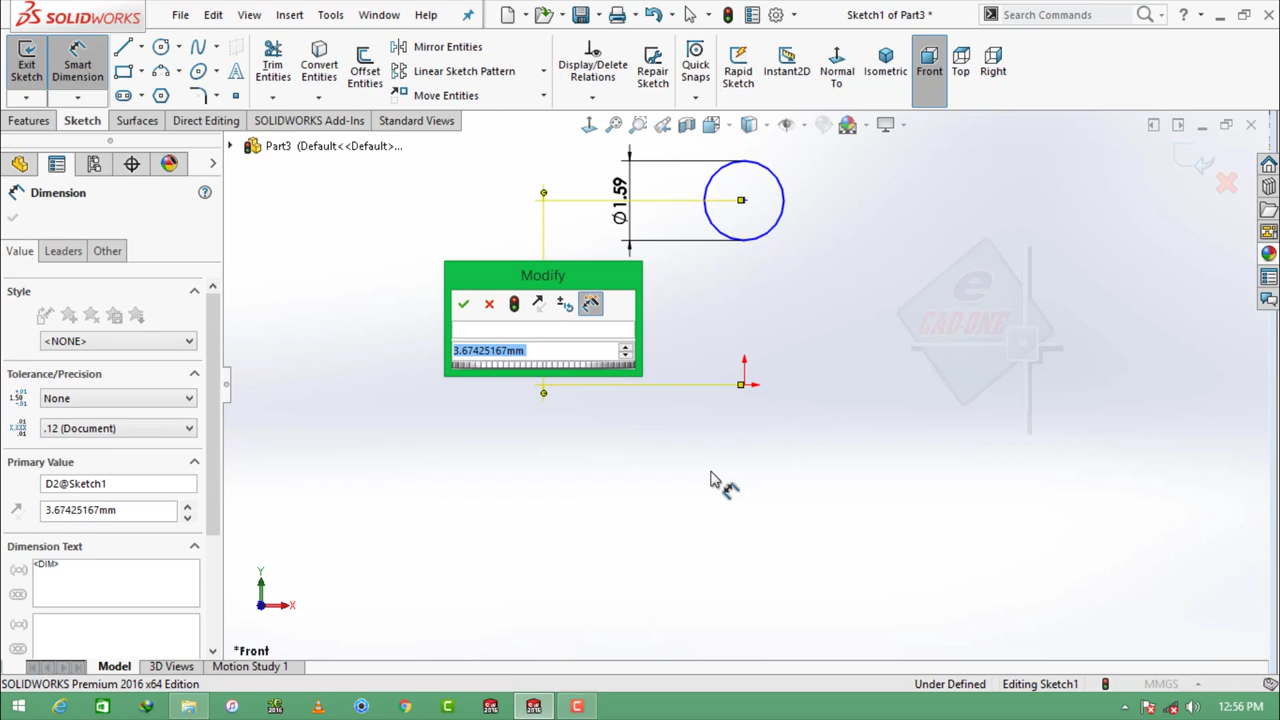 SOLIDWORKS
File Edit View Insert Tools Window Help
Sketch1 of Part3 *
Search Commands
?
Exit Sketch
Smart Dimension
Trim Entities
Convert Entities
Offset Entities
Mirror Entities
Linear Sketch Pattern
Move Entities
Display/Delete Relations
Repair Sketch
Quick Snaps
Rapid Sketch
Instant2D
Normal To
Isometric
Front
Top
Right
Features Sketch Surfaces Direct Editing SOLIDWORKS Add-Ins Standard Views
Part3 (Default<<Default>...
Dimension
Value Leaders Other
Style
<NONE>
Tolerance/Precision
None
.12 (Document)
Primary Value
D2@Sketch1
3.67425167mm
Dimension Text
<DIM>
Ø1.59
Modify
3.67425167mm
e
CAD-ONE
Y
X
*Front
Model 3D Views Motion Study 1
SOLIDWORKS Premium 2016 x64 Edition
Under Defined Editing Sketch1 MMGS
12:56 PM